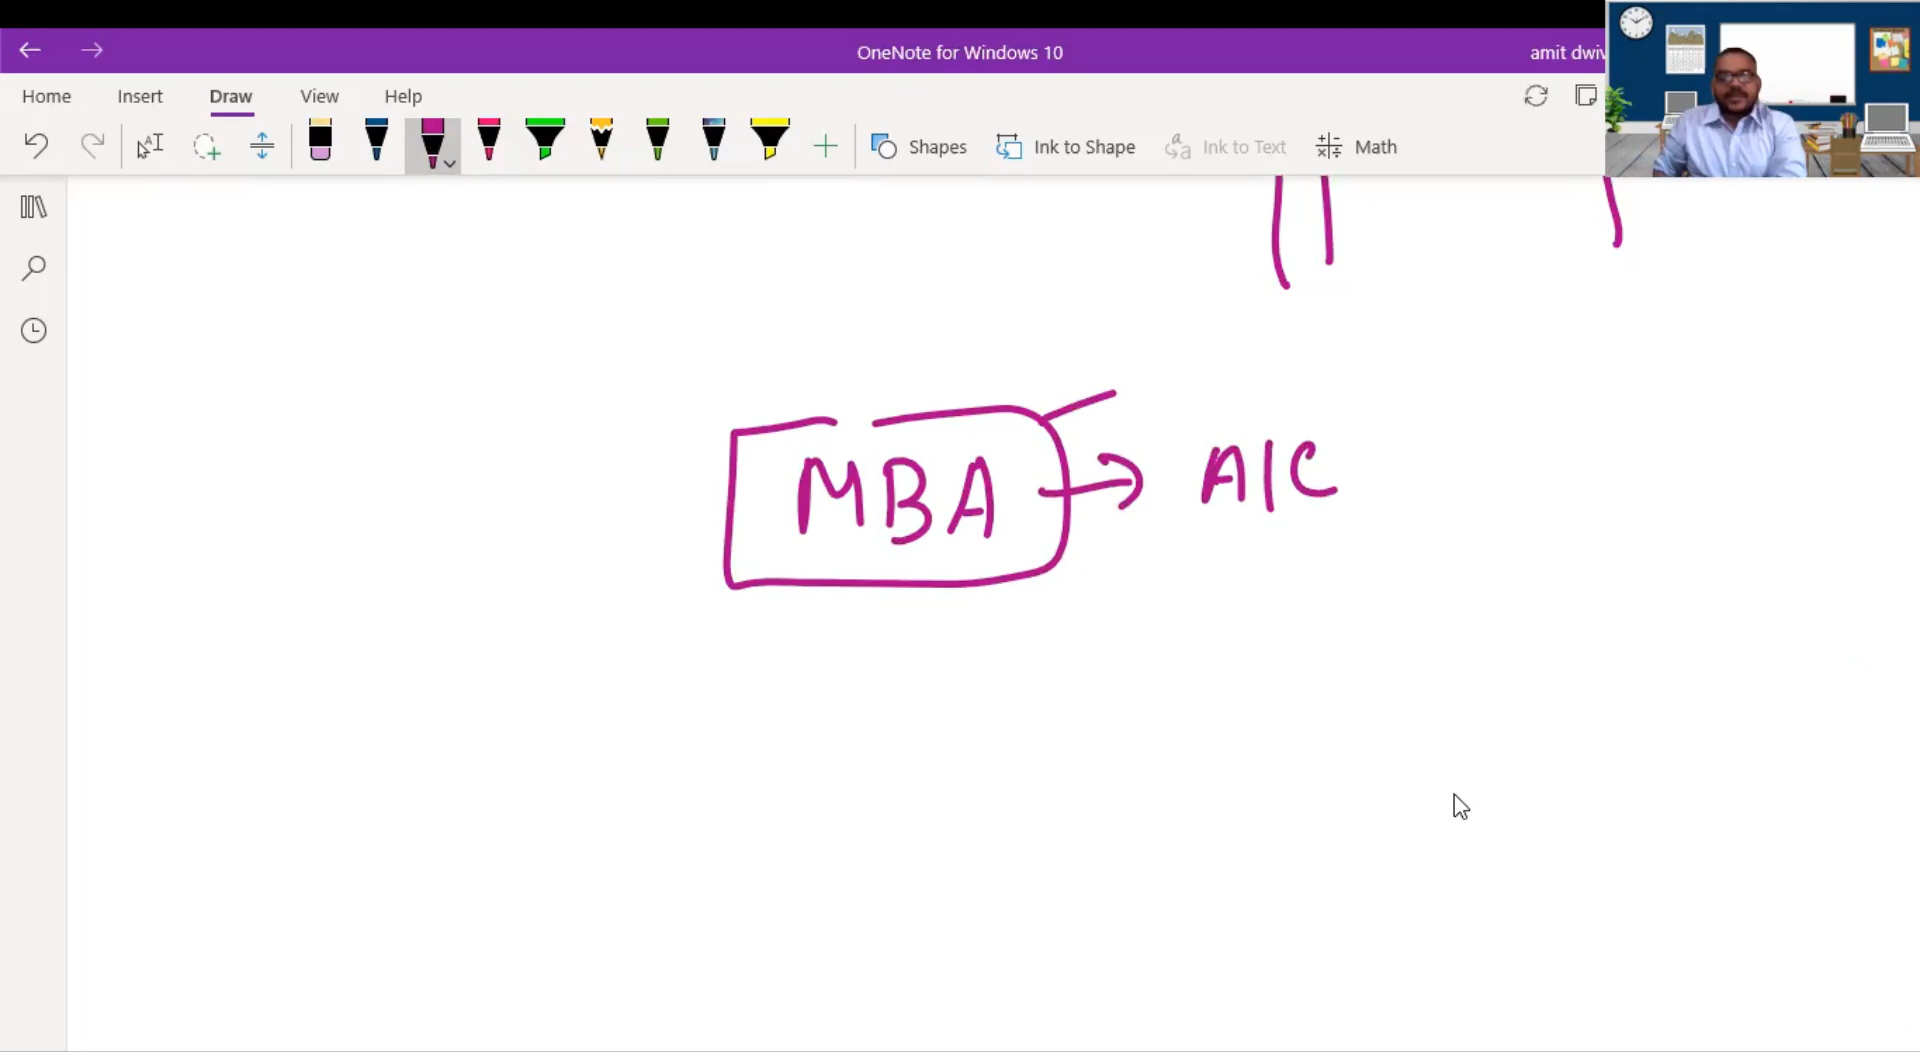 OneNote for Windows 10
amit dwiv
Home Insert Draw View Help
Shapes Ink to Shape Ink to Text Math
MBA → A/C